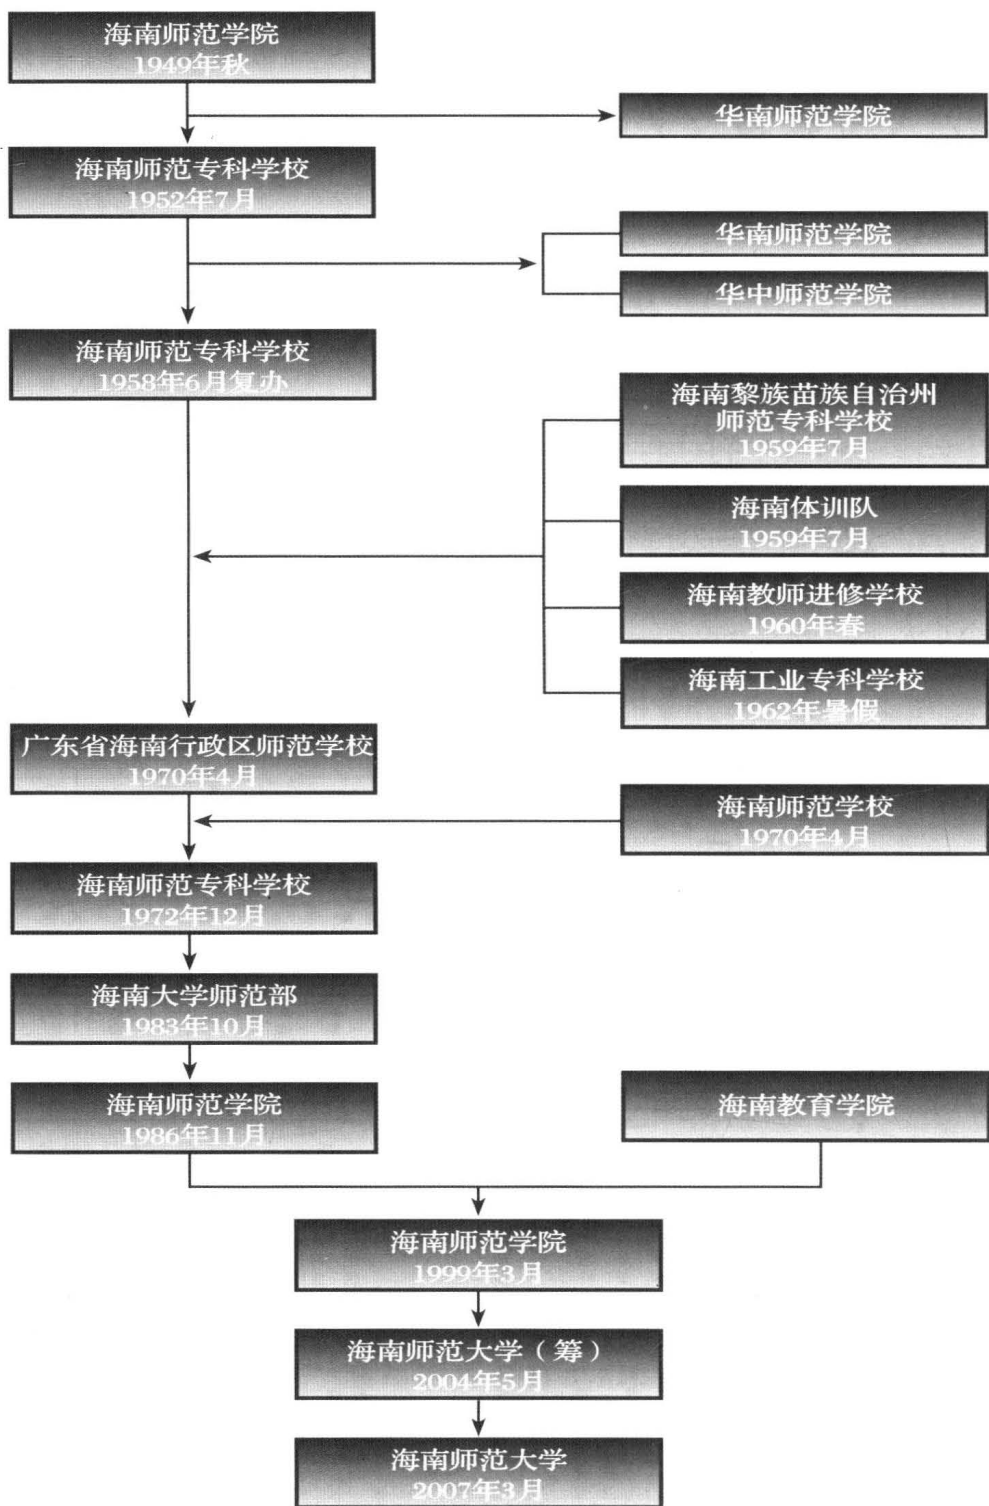 海南师范学院
1949年秋
华南师范学院
海南师范专科学校
1952年7月
华南师范学院
华中师范学院
海南师范专科学校
1958年6月复办
海南黎族苗族自治州
师范专科学校
1959年7月
海南体训队
1959年7月
海南教师进修学校
1960年春
海南工业专科学校
1962年暑假
广东省海南行政区师范学校
1970年4月
海南师范学校
1970年4月
海南师范专科学校
1972年12月
海南大学师范部
1983年10月
海南师范学院
1986年11月
海南教育学院
海南师范学院
1999年3月
海南师范大学（筹）
2004年5月
海南师范大学
2007年3月